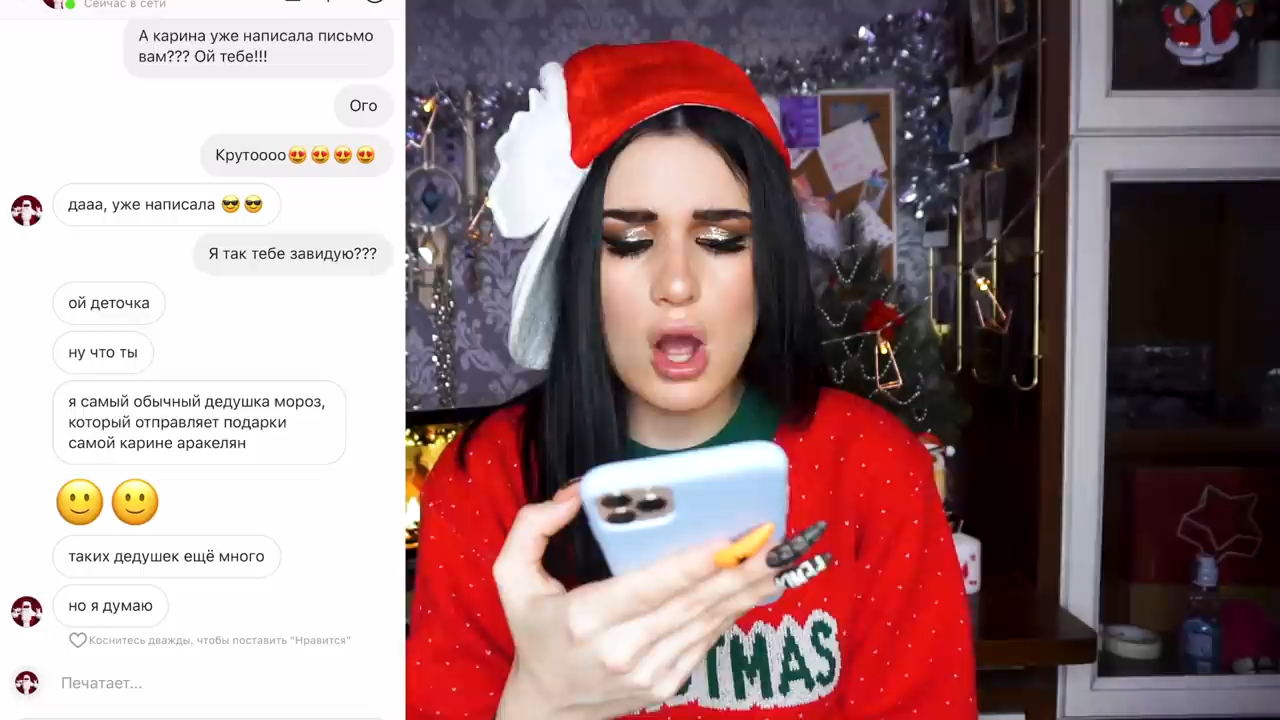 Сейчас в сети
А карина уже написала письмо
вам??? Ой тебе!!!
Ого
Крутоооо😍😍😍😍
дааа, уже написала 😎😎
Я так тебе завидую???
ой деточка
ну что ты
я самый обычный дедушка мороз,
который отправляет подарки
самой карине аракелян
🙂🙂
таких дедушек ещё много
но я думаю
Коснитесь дважды, чтобы поставить "Нравится"
Печатает...